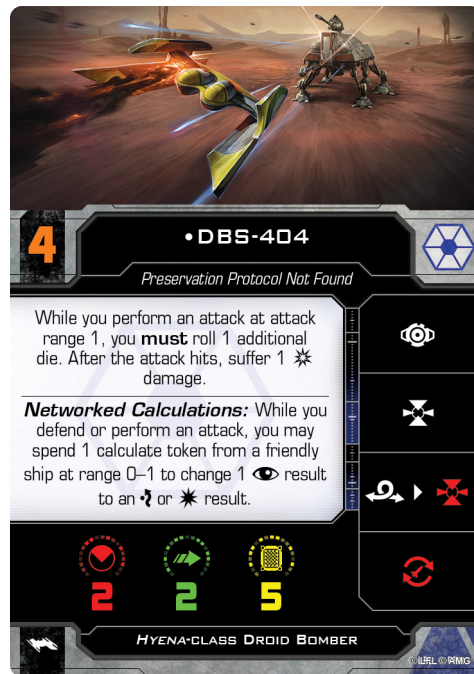 4
•DBS-404
Preservation Protocol Not Found
While you perform an attack at attack
range 1, you must roll 1 additional
die. After the attack hits, suffer 1
damage.
Networked Calculations: While you
defend or perform an attack, you may
spend 1 calculate token from a friendly
ship at range 0–1 to change 1 result
to an or result.
2 2 5
Hyena-class Droid Bomber